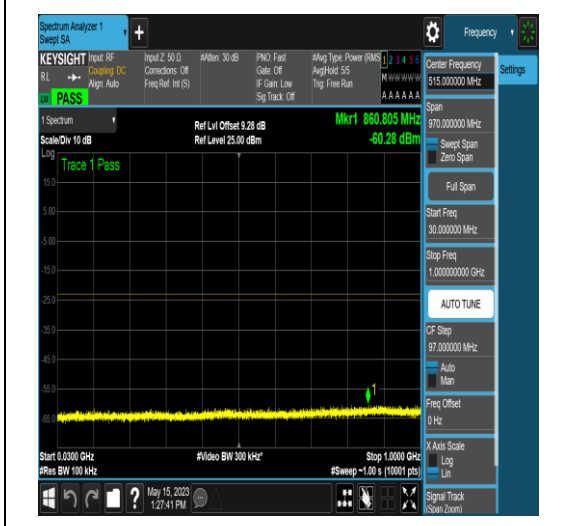 Spectrum Analyzer 1
Swept SA
+
Frequency
KEYSIGHT
RL
PASS
Input: RF
Coupling: DC
Align: Auto
Input Z: 50 Ω
Corrections: Off
Freq Ref: Int (S)
#Atten: 30 dB
PNO: Fast
Gate: Off
IF Gain: Low
Sig Track: Off
#Avg Type: Power (RMS
Avg|Hold: 5/5
Trig: Free Run
1 2 3 4 5 6
M W W W W W
A A A A A A
1 Spectrum
Scale/Div 10 dB
Ref Lvl Offset 9.28 dB
Ref Level 25.00 dBm
Mkr1 860.805 MHz
-60.28 dBm
Log
Trace 1 Pass
15.0
5.00
-5.00
-15.0
-25.0
-35.0
-45.0
-55.0
-65.0
1
Start 0.0300 GHz
#Res BW 100 kHz
#Video BW 300 kHz*
Stop 1.0000 GHz
#Sweep ~1.00 s (10001 pts)
?
May 15, 2023
1:27:41 PM
Center Frequency
515.000000 MHz
Settings
Span
970.000000 MHz
Swept Span
Zero Span
Full Span
Start Freq
30.000000 MHz
Stop Freq
1.000000000 GHz
AUTO TUNE
CF Step
97.000000 MHz
Auto
Man
Freq Offset
0 Hz
X Axis Scale
Log
Lin
Signal Track
(Span Zoom)